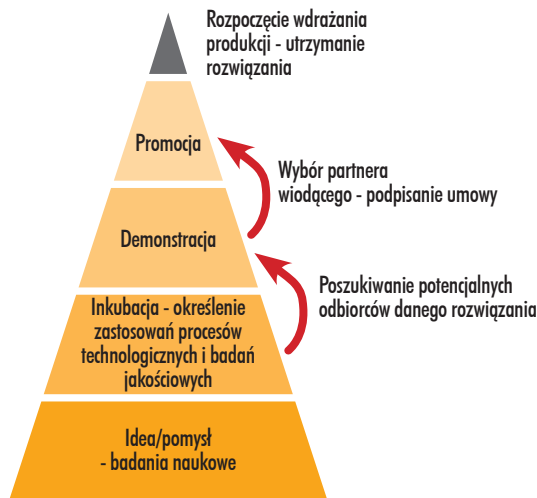 Rozpoczęcie wdrażania
produkcji - utrzymanie
rozwiązania
Promocja
Wybór partnera
wiodącego - podpisanie umowy
Demonstracja
Poszukiwanie potencjalnych
odbiorców danego rozwiązania
Inkubacja - określenie
zastosowań procesów
technologicznych i badań
jakościowych
Idea/pomysł
- badania naukowe